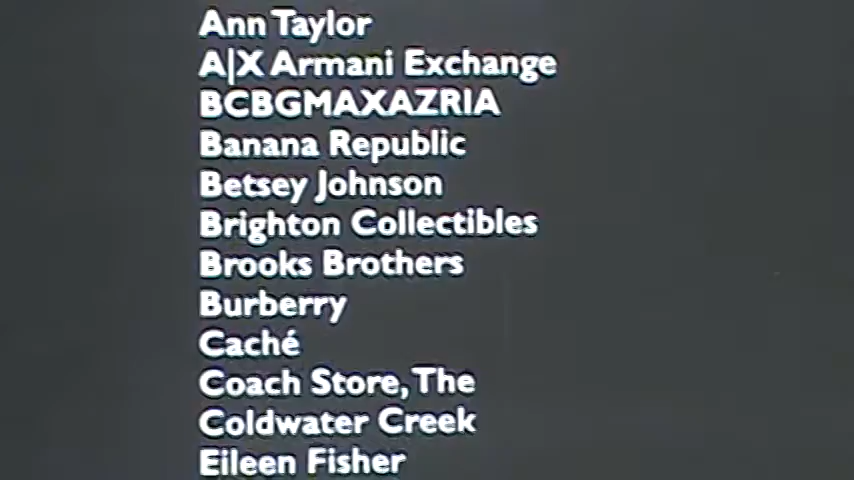 Ann Taylor
A|X Armani Exchange
BCBGMAXAZRIA
Banana Republic
Betsey Johnson
Brighton Collectibles
Brooks Brothers
Burberry
Caché
Coach Store, The
Coldwater Creek
Eileen Fisher